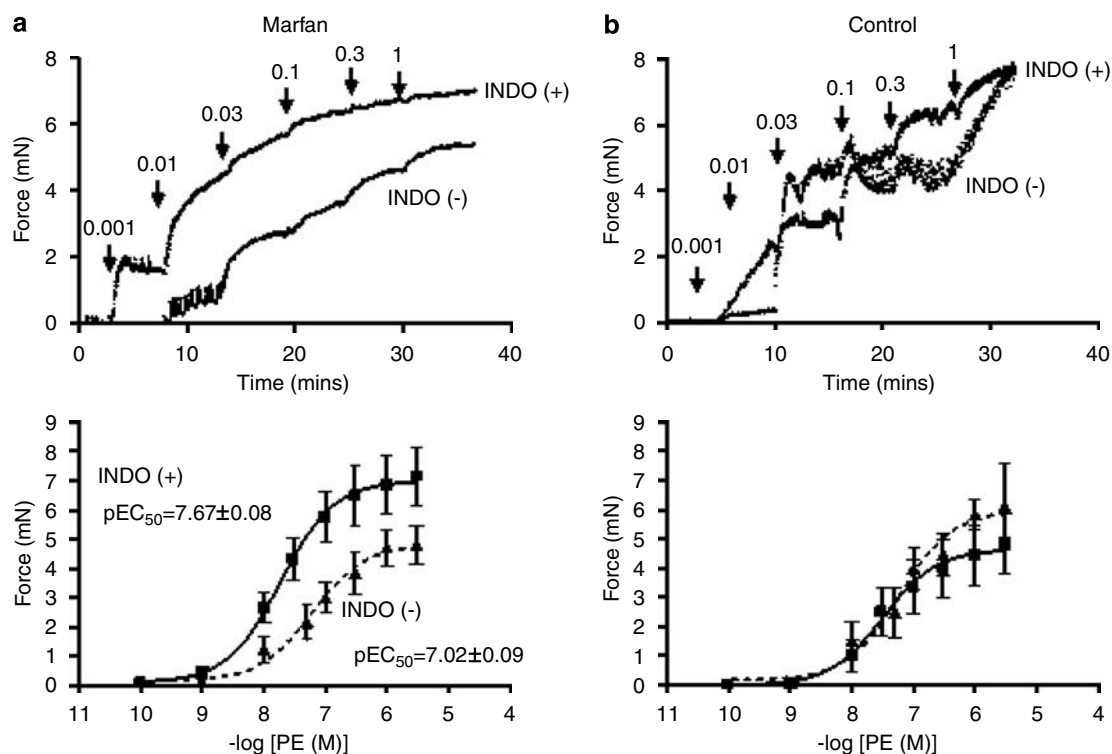 a
Marfan
8
6
4
2
0
Force (mN)
0.001
0.01
0.03
0.1
0.3
1
INDO (+)
INDO (-)
0 10 20 30 40
Time (mins)
b
Control
8
6
4
2
0
Force (mN)
0.001
0.01
0.03
0.1
0.3
1
INDO (+)
INDO (-)
0 10 20 30 40
Time (mins)
9
8
7
6
5
4
3
2
1
0
Force (mN)
INDO (+)
pEC50=7.67±0.08
INDO (-)
pEC50=7.02±0.09
11 10 9 8 7 6 5 4
-log [PE (M)]
9
8
7
6
5
4
3
2
1
0
Force (mN)
11 10 9 8 7 6 5 4
-log [PE (M)]